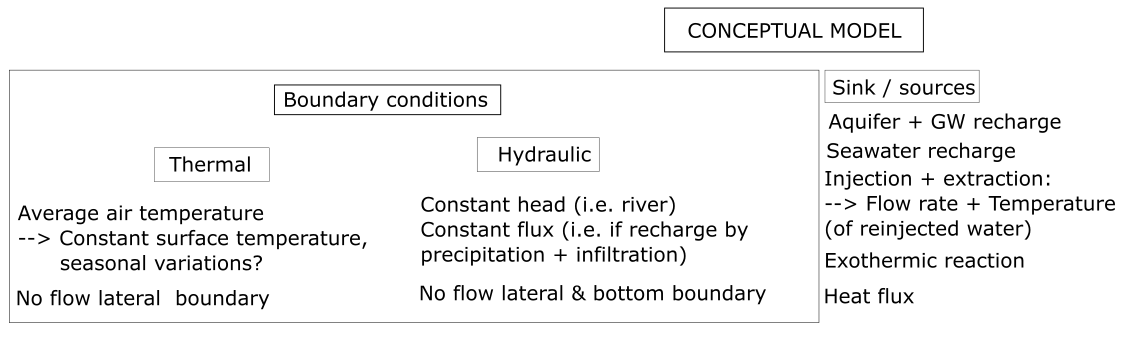 CONCEPTUAL MODEL
Boundary conditions
Thermal
Average air temperature
--> Constant surface temperature,
seasonal variations?
No flow lateral boundary
Hydraulic
Constant head (i.e. river)
Constant flux (i.e. if recharge by
precipitation + infiltration)
No flow lateral & bottom boundary
Sink / sources
Aquifer + GW recharge
Seawater recharge
Injection + extraction:
--> Flow rate + Temperature
(of reinjected water)
Exothermic reaction
Heat flux